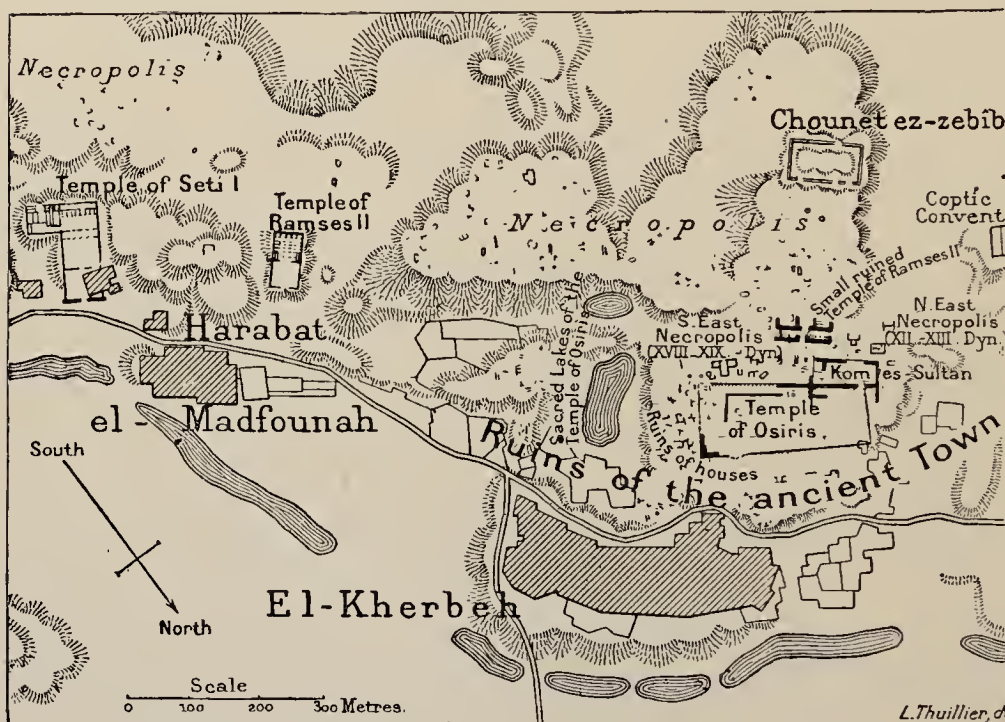 Necropolis
Chounet ez-zebib
Temple of Seti I
Temple of
Ramses II
Coptic
Convent
Necropolis
Small ruined
Temple of Ramses II
S. East
Necropolis
(XVIII-XIX Dyn.)
N. East
Necropolis
(XII-XIII Dyn.)
Harabat
el-Madfounah
Sacred Lakes of the
Temple of Osiris
Kom es-Sultan
Temple
of Osiris
Ruins of houses
Ruins of the ancient Town
South
North
El-Kherbeh
Scale
0 100 200 300 Metres.
L. Thuillier, d